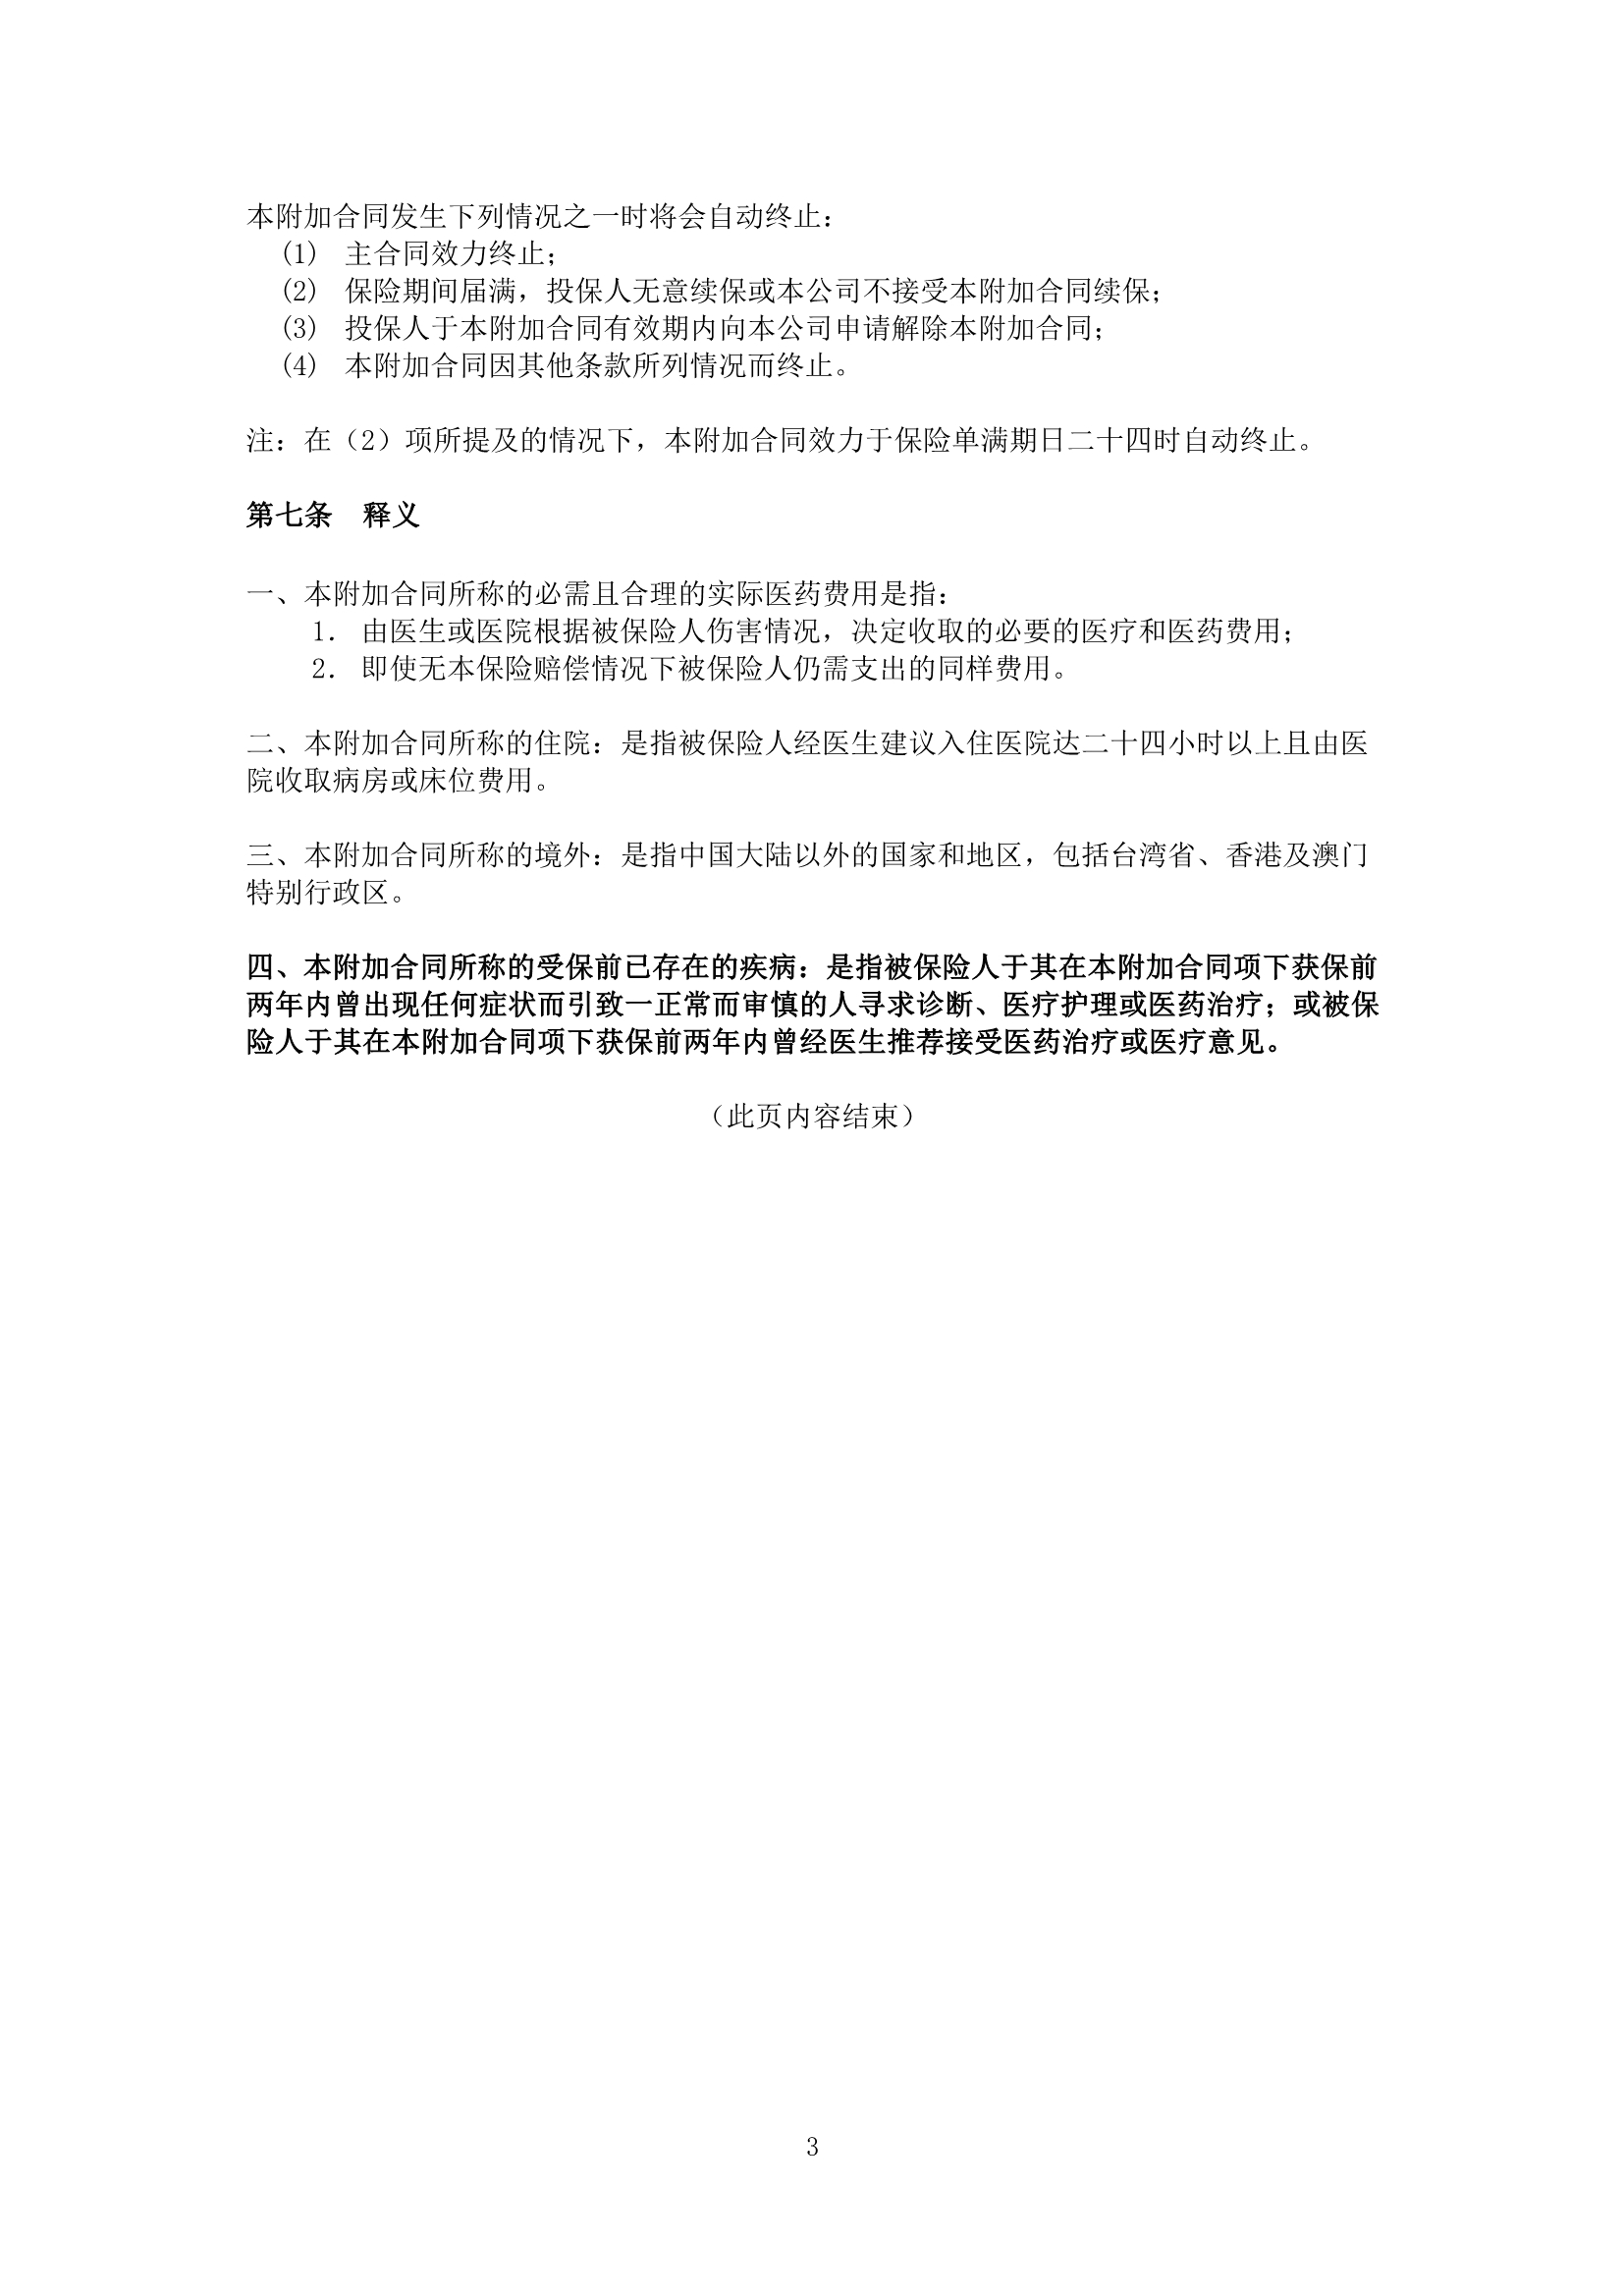 本附加合同发生下列情况之一时将会自动终止：
(1) 主合同效力终止；
(2) 保险期间届满，投保人无意续保或本公司不接受本附加合同续保；
(3) 投保人于本附加合同有效期内向本公司申请解除本附加合同；
(4) 本附加合同因其他条款所列情况而终止。
注：在（2）项所提及的情况下，本附加合同效力于保险单满期日二十四时自动终止。
第七条　释义
一、本附加合同所称的必需且合理的实际医药费用是指：
1. 由医生或医院根据被保险人伤害情况，决定收取的必要的医疗和医药费用；
2. 即使无本保险赔偿情况下被保险人仍需支出的同样费用。
二、本附加合同所称的住院：是指被保险人经医生建议入住医院达二十四小时以上且由医
院收取病房或床位费用。
三、本附加合同所称的境外：是指中国大陆以外的国家和地区，包括台湾省、香港及澳门
特别行政区。
四、本附加合同所称的受保前已存在的疾病：是指被保险人于其在本附加合同项下获保前
两年内曾出现任何症状而引致一正常而审慎的人寻求诊断、医疗护理或医药治疗；或被保
险人于其在本附加合同项下获保前两年内曾经医生推荐接受医药治疗或医疗意见。
（此页内容结束）
3